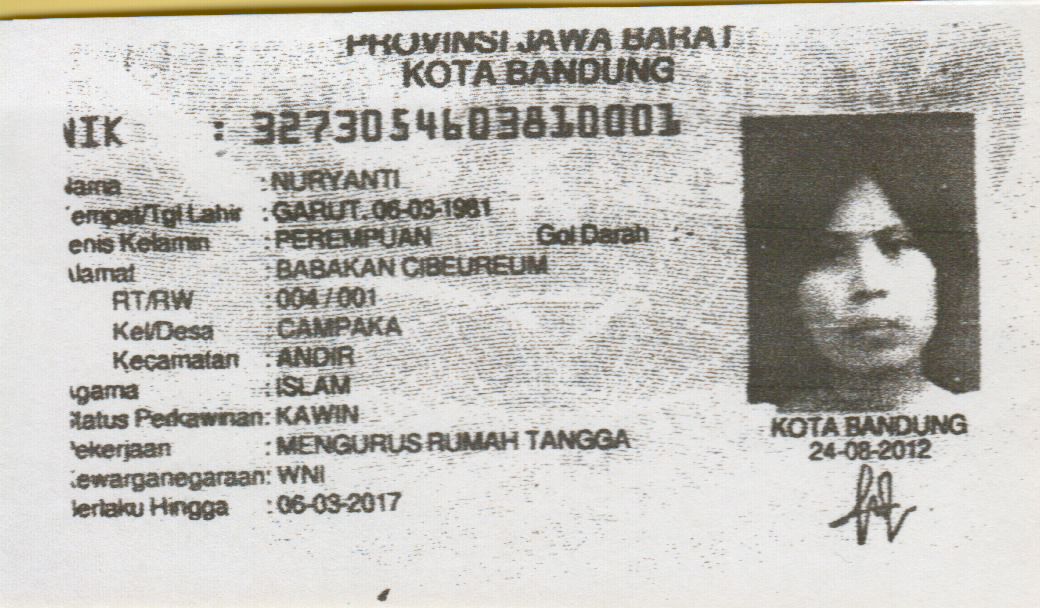 PROVINSI JAWA BARAT
KOTA BANDUNG
NIK : 3273054603810001
Nama : NURYANTI
Tempat/Tgl Lahir : GARUT. 06-03-1981
Jenis Kelamin : PEREMPUAN Gol Darah : -
Alamat : BABAKAN CIBEUREUM
RT/RW : 004 / 001
Kel/Desa : CAMPAKA
Kecamatan : ANDIR
Agama : ISLAM
Status Perkawinan: KAWIN
Pekerjaan : MENGURUS RUMAH TANGGA
Kewarganegaraan: WNI
Berlaku Hingga : 06-03-2017
KOTA BANDUNG
24-08-2012